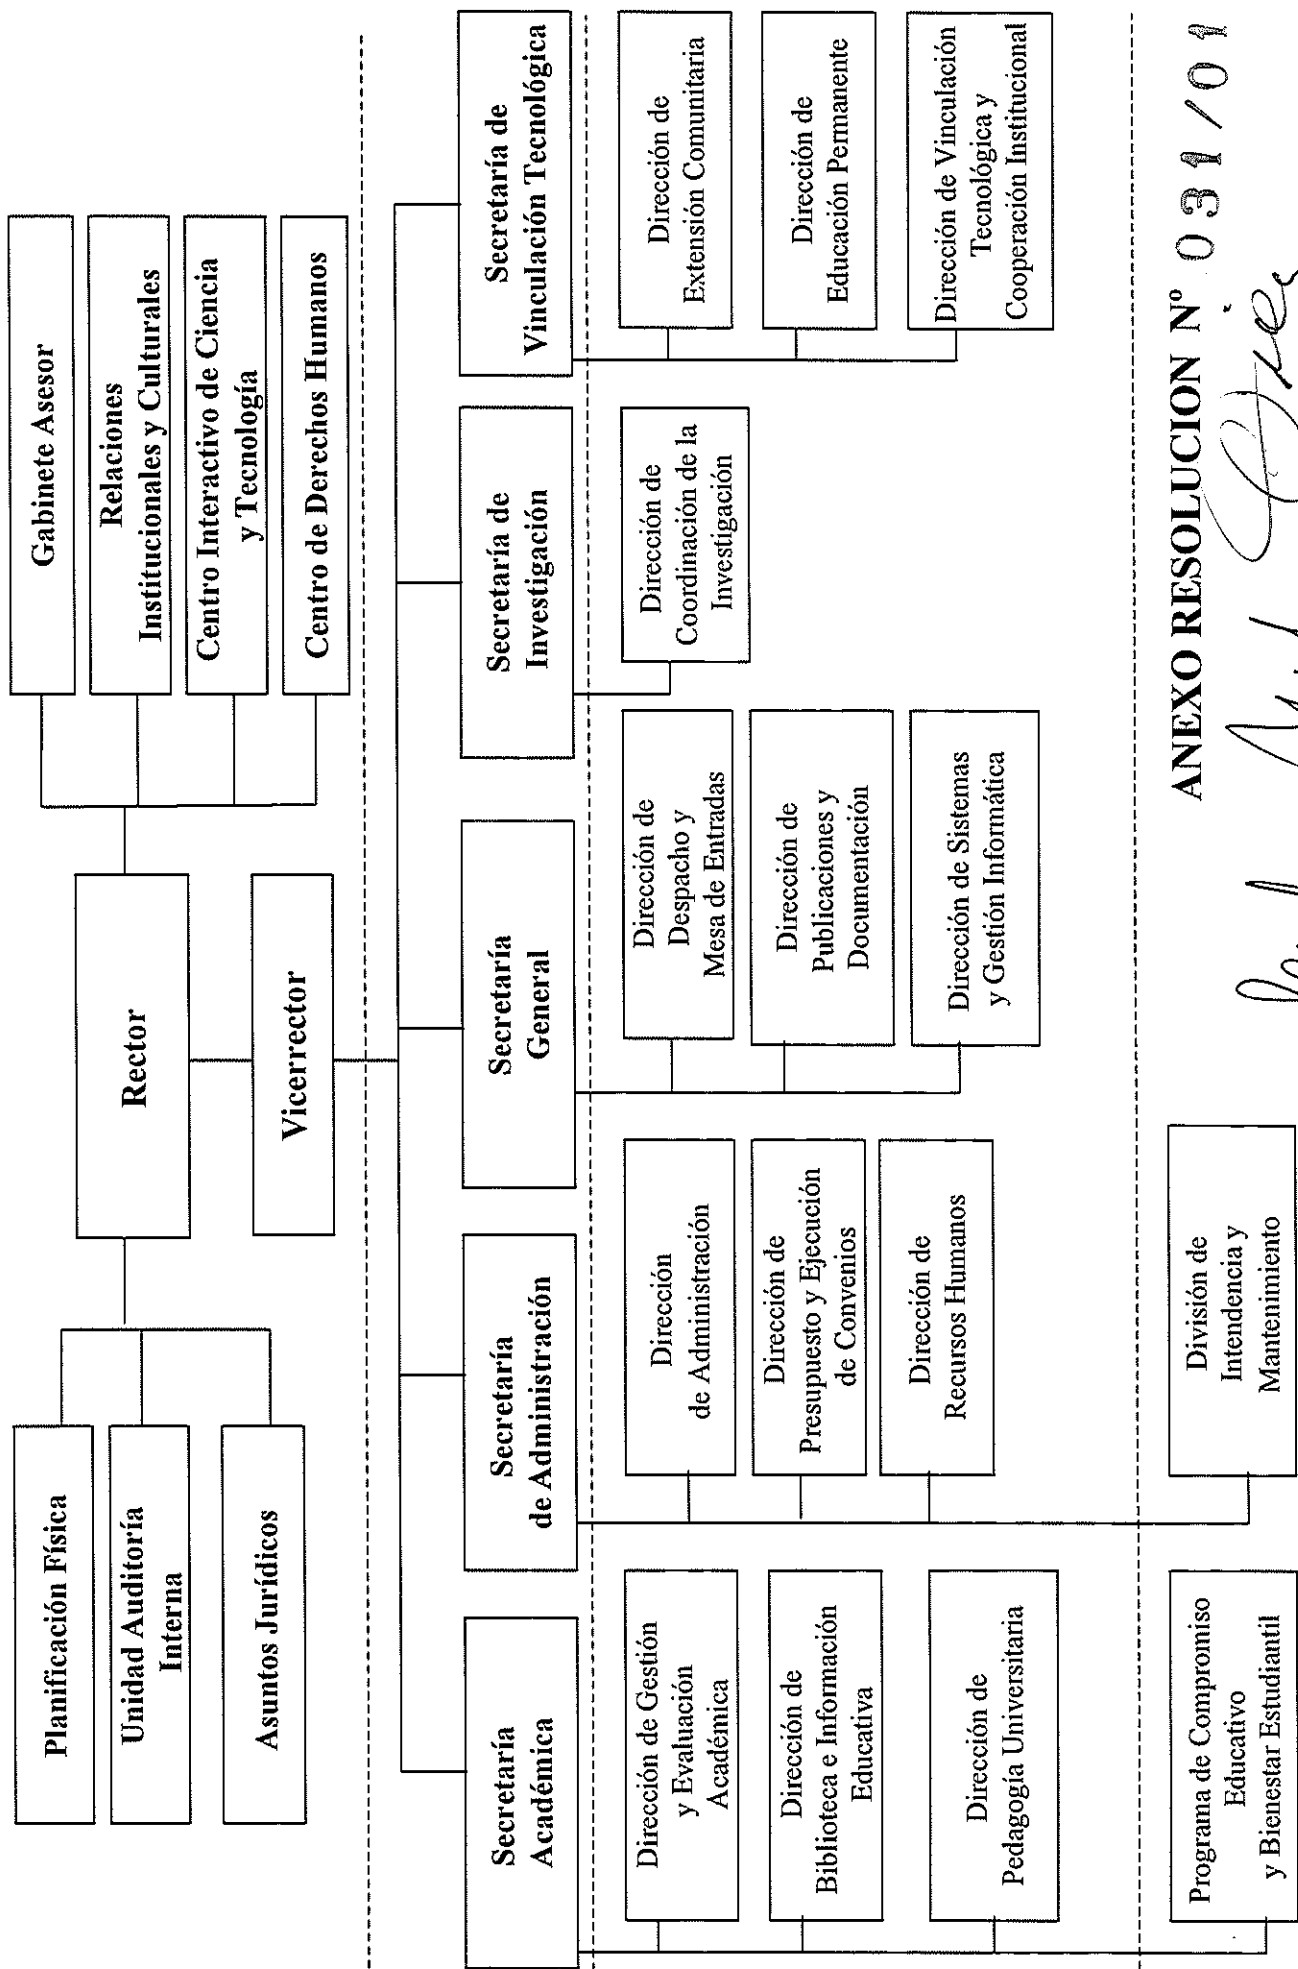 Planificación Física
Unidad Auditoría
Interna
Asuntos Jurídicos
Rector
Vicerrector
Gabinete Asesor
Relaciones
Institucionales y Culturales
Centro Interactivo de Ciencia
y Tecnología
Centro de Derechos Humanos
Secretaría
Académica
Secretaría
de Administración
Secretaría
General
Secretaría de
Investigación
Secretaría de
Vinculación Tecnológica
Dirección de Gestión
y Evaluación
Académica
Dirección de
Biblioteca e Información
Educativa
Dirección de
Pedagogía Universitaria
Programa de Compromiso
Educativo
y Bienestar Estudiantil
Dirección
de Administración
Dirección de
Presupuesto y Ejecución
de Convenios
Dirección de
Recursos Humanos
División de
Intendencia y
Mantenimiento
Dirección de
Despacho y
Mesa de Entradas
Dirección de
Publicaciones y
Documentación
Dirección de Sistemas
y Gestión Informática
Dirección de
Coordinación de la
Investigación
Dirección de
Extensión Comunitaria
Dirección de
Educación Permanente
Dirección de Vinculación
Tecnológica y
Cooperación Institucional
ANEXO RESOLUCION Nº 031/01